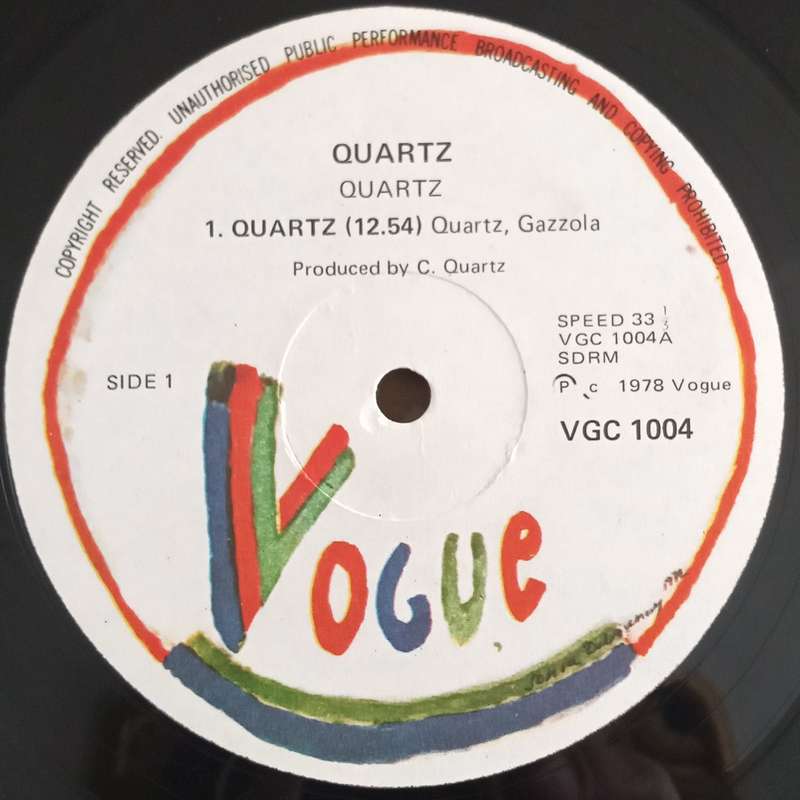 COPYRIGHT RESERVED. UNAUTHORISED PUBLIC PERFORMANCE BROADCASTING AND COPYING PROHIBITED.
QUARTZ
QUARTZ
1. QUARTZ (12.54) Quartz, Gazzola
Produced by C. Quartz
SPEED 33 1/3
VGC 1004A
SDRM
SIDE 1
P c 1978 Vogue
VGC 1004
VOGUE